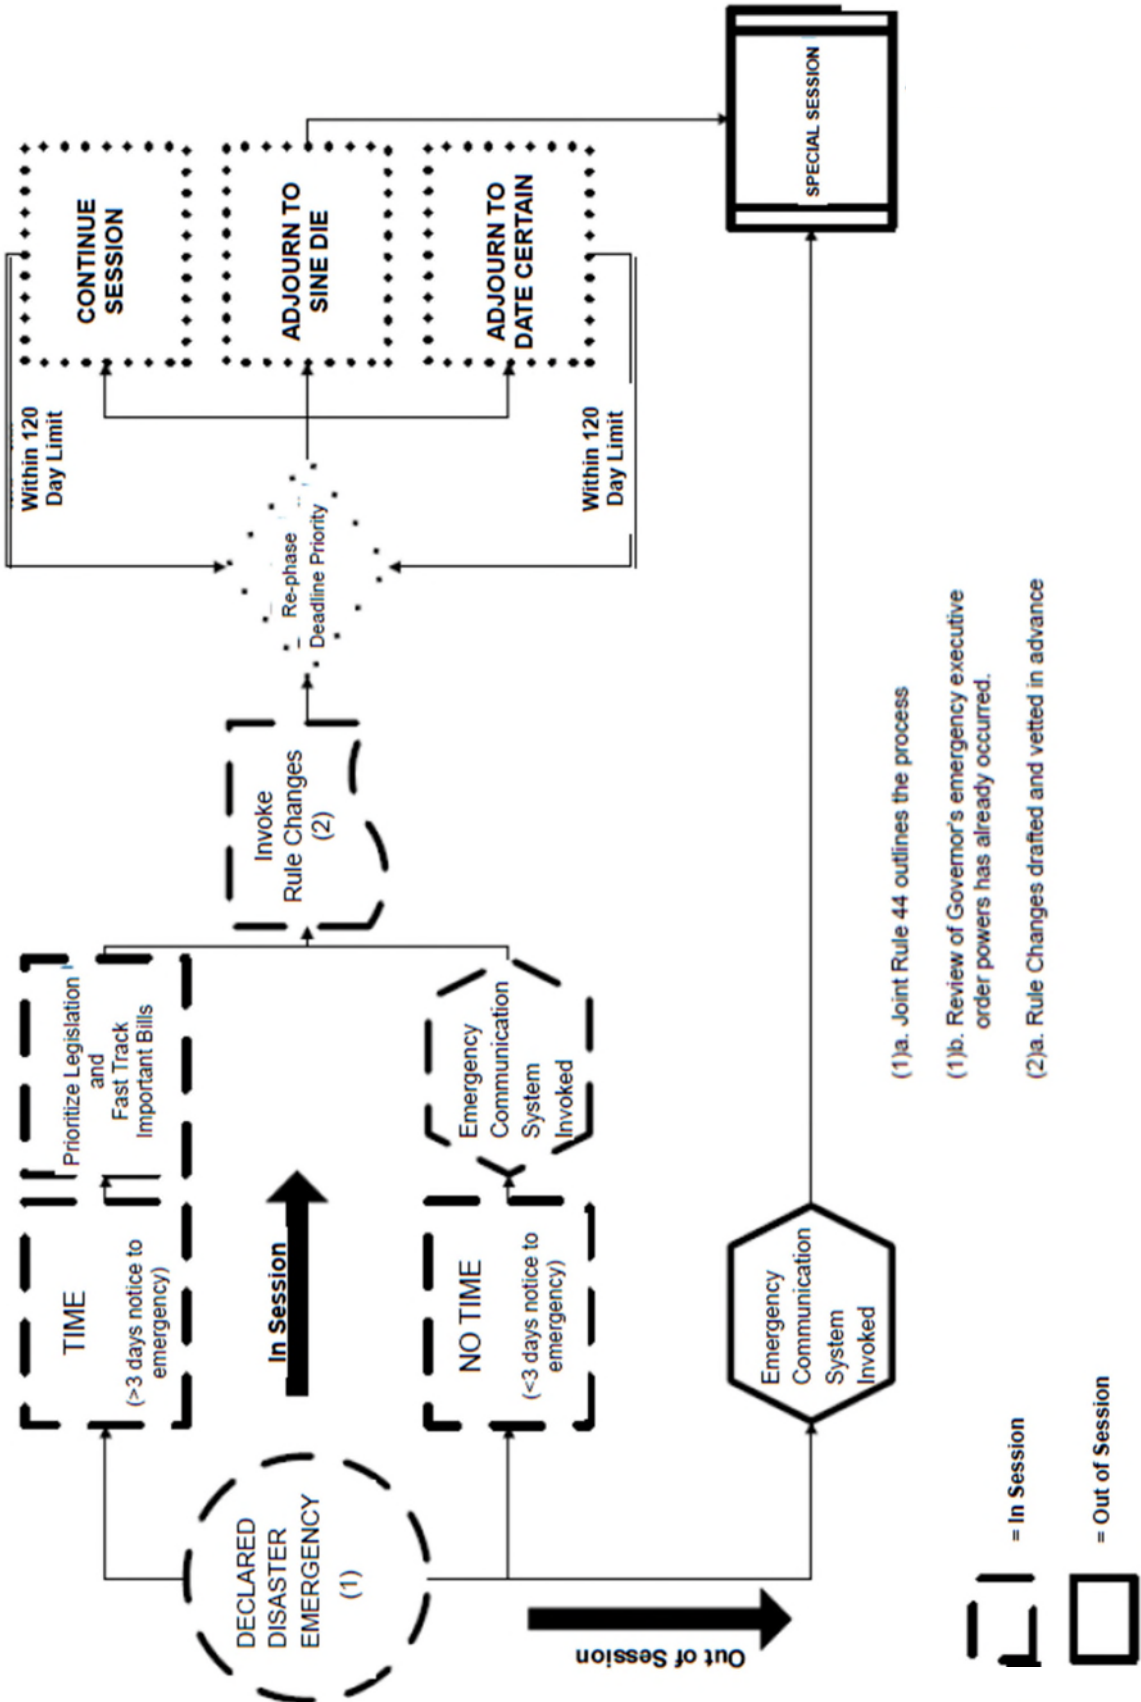 DECLARED
DISASTER
EMERGENCY
(1)
TIME
(>3 days notice to
emergency)
Prioritize Legislation
and
Fast Track
Important Bills
In Session
NO TIME
(<3 days notice to
emergency)
Emergency
Communication
System
Invoked
Invoke
Rule Changes
(2)
Re-phase
Deadline Priority
Within 120
Day Limit
CONTINUE
SESSION
ADJOURN TO
SINE DIE
ADJOURN TO
DATE CERTAIN
Within 120
Day Limit
Out of Session
Emergency
Communication
System
Invoked
SPECIAL SESSION
(1)a. Joint Rule 44 outlines the process
(1)b. Review of Governor's emergency executive
order powers has already occurred.
(2)a. Rule Changes drafted and vetted in advance
= In Session
= Out of Session